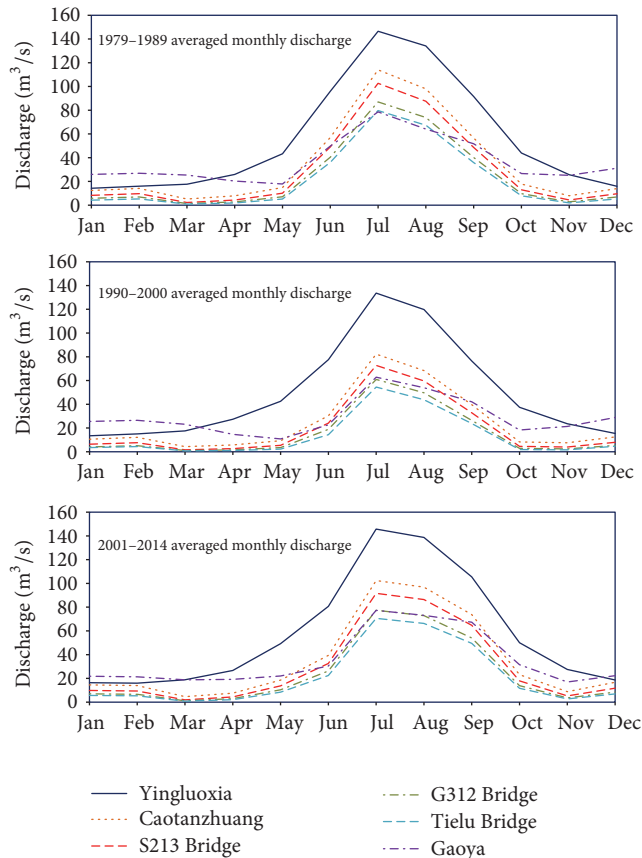 160
140
120
100
80
60
40
20
0
Discharge (m³/s)
1979–1989 averaged monthly discharge
Jan Feb Mar Apr May Jun Jul Aug Sep Oct Nov Dec
160
140
120
100
80
60
40
20
0
Discharge (m³/s)
1990–2000 averaged monthly discharge
Jan Feb Mar Apr May Jun Jul Aug Sep Oct Nov Dec
160
140
120
100
80
60
40
20
0
Discharge (m³/s)
2001–2014 averaged monthly discharge
Jan Feb Mar Apr May Jun Jul Aug Sep Oct Nov Dec
Yingluoxia
Caotanzhuang
S213 Bridge
G312 Bridge
Tielu Bridge
Gaoya